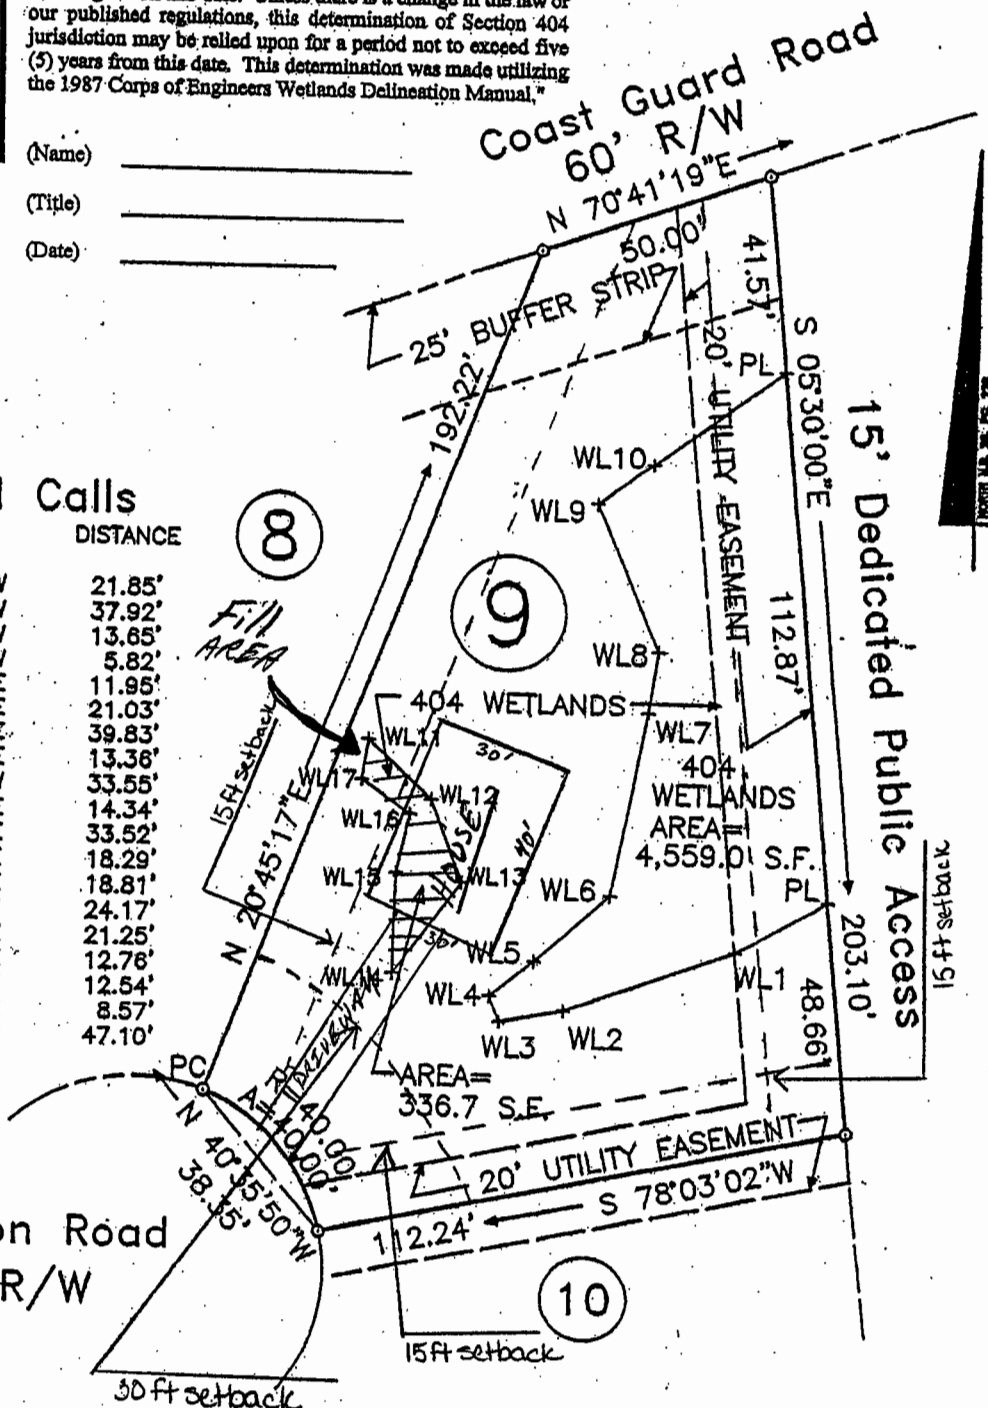 our published regulations, this determination of Section 404
jurisdiction may be relied upon for a period not to exceed five
(5) years from this date. This determination was made utilizing
the 1987 Corps of Engineers Wetlands Delineation Manual."
(Name)
(Title)
(Date)
Coast Guard Road
60' R/W
N 70°41'19"E
50.00'
25' BUFFER STRIP
41.57'
PL
S 05°30'00"E
20' UTILITY EASEMENT
15' Dedicated Public Access
192.22'
WL10
WL9
Calls
DISTANCE
21.85'
37.92'
13.65'
5.82'
11.95'
21.03'
39.83'
13.36'
33.55'
14.34'
33.52'
18.29'
18.81'
24.17'
21.25'
12.76'
12.54'
8.57'
47.10'
8
Fill
AREA
9
112.87'
WL8
404 WETLANDS
WL7
404
WETLANDS
AREA=
4,559.0 S.F.
WL11
30'
WL17
WL12
WL16
HOUSE
40'
15ft setback
WL15
WL13
WL6
PL
N 20°45'17"E
36'
WL5
WL14
WL4
WL1
203.10'
15ft setback
48.66'
WL3
WL2
DRIVEWAY
AREA=
336.7 S.F.
PC
40.00'
A=40.00'
N 40°35'50"W
38.35'
20' UTILITY EASEMENT
S 78°03'02"W
112.24'
on Road
R/W
10
15ft setback
30ft setback